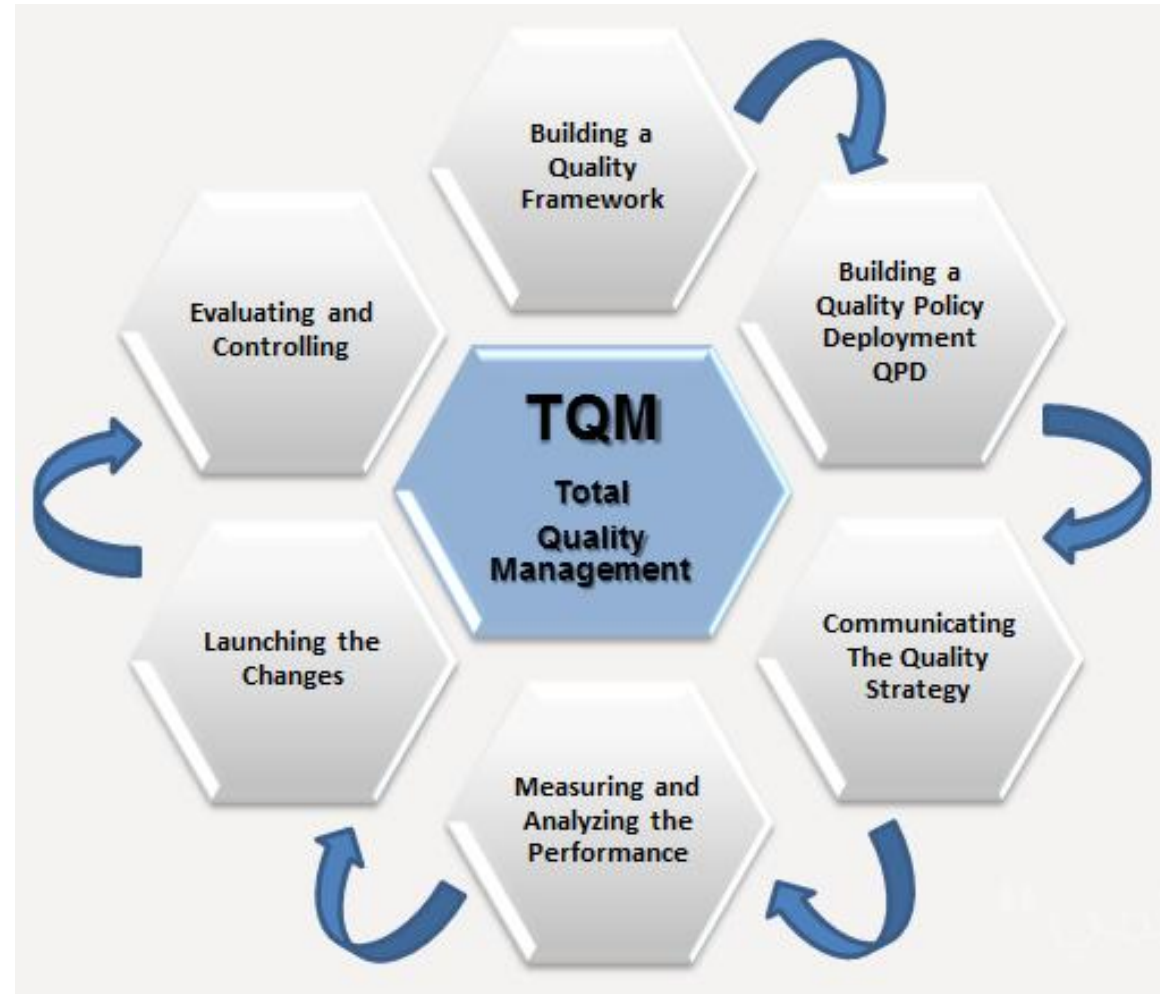 Building a
Quality
Framework
Building a
Quality Policy
Deployment
QPD
Communicating
The Quality
Strategy
Measuring and
Analyzing the
Performance
Launching the
Changes
Evaluating and
Controlling
TQM
Total
Quality
Management